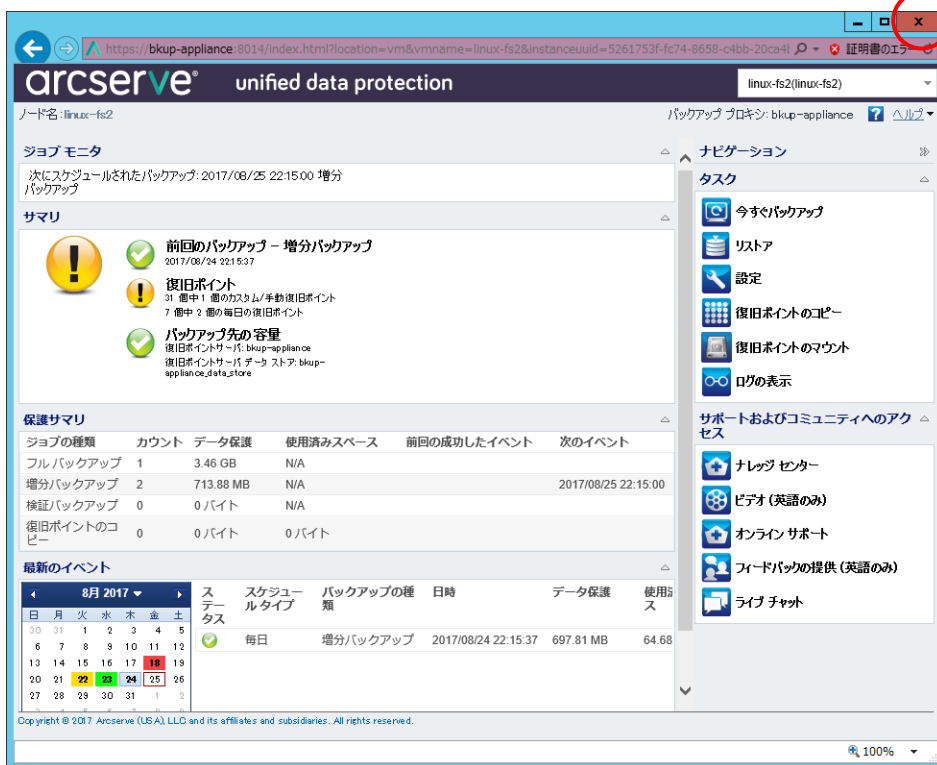 https://bkup-appliance:8014/index.html?location=vm&vmname=linux-fs2&instanceuuid=5261753f-fc74-8658-c4bb-20ca4 証明書のエラー
arcserve® unified data protection linux-fs2(linux-fs2)
ノード名:linux-fs2 バックアップ プロキシ: bkup-appliance ? ヘルプ
ジョブ モニタ
次にスケジュールされたバックアップ: 2017/08/25 22:15:00 増分
バックアップ
サマリ
前回のバックアップ - 増分バックアップ
2017/08/24 22:15:37
復旧ポイント
31 個中 1 個のカスタム/手動復旧ポイント
7 個中 2 個の毎日の復旧ポイント
バックアップ先の容量
復旧ポイントサーバ: bkup-appliance
復旧ポイントサーバ データ ストア: bkup-
appliance_data_store
保護サマリ
ジョブの種類 カウント データ保護 使用済みスペース 前回の成功したイベント 次のイベント
フル バックアップ 1 3.46 GB N/A
増分バックアップ 2 713.88 MB N/A 2017/08/25 22:15:00
検証バックアップ 0 0 バイト N/A
復旧ポイントのコ
ピー 0 0 バイト 0 バイト
最新のイベント
8月 2017
日 月 火 水 木 金 土
30 31 1 2 3 4 5
6 7 8 9 10 11 12
13 14 15 16 17 18 19
20 21 22 23 24 25 26
27 28 29 30 31 1 2
ス
テー
タス スケジュー
ル タイプ バックアップの種
類 日時 データ保護 使用済
ス
毎日 増分バックアップ 2017/08/24 22:15:37 697.81 MB 64.68
ナビゲーション
タスク
今すぐバックアップ
リストア
設定
復旧ポイントのコピー
復旧ポイントのマウント
ログの表示
サポートおよびコミュニティへのアク
セス
ナレッジ センター
ビデオ (英語のみ)
オンライン サポート
フィードバックの提供 (英語のみ)
ライブ チャット
Copyright © 2017 Arcserve (USA), LLC and its affiliates and subsidiaries. All rights reserved.
100%